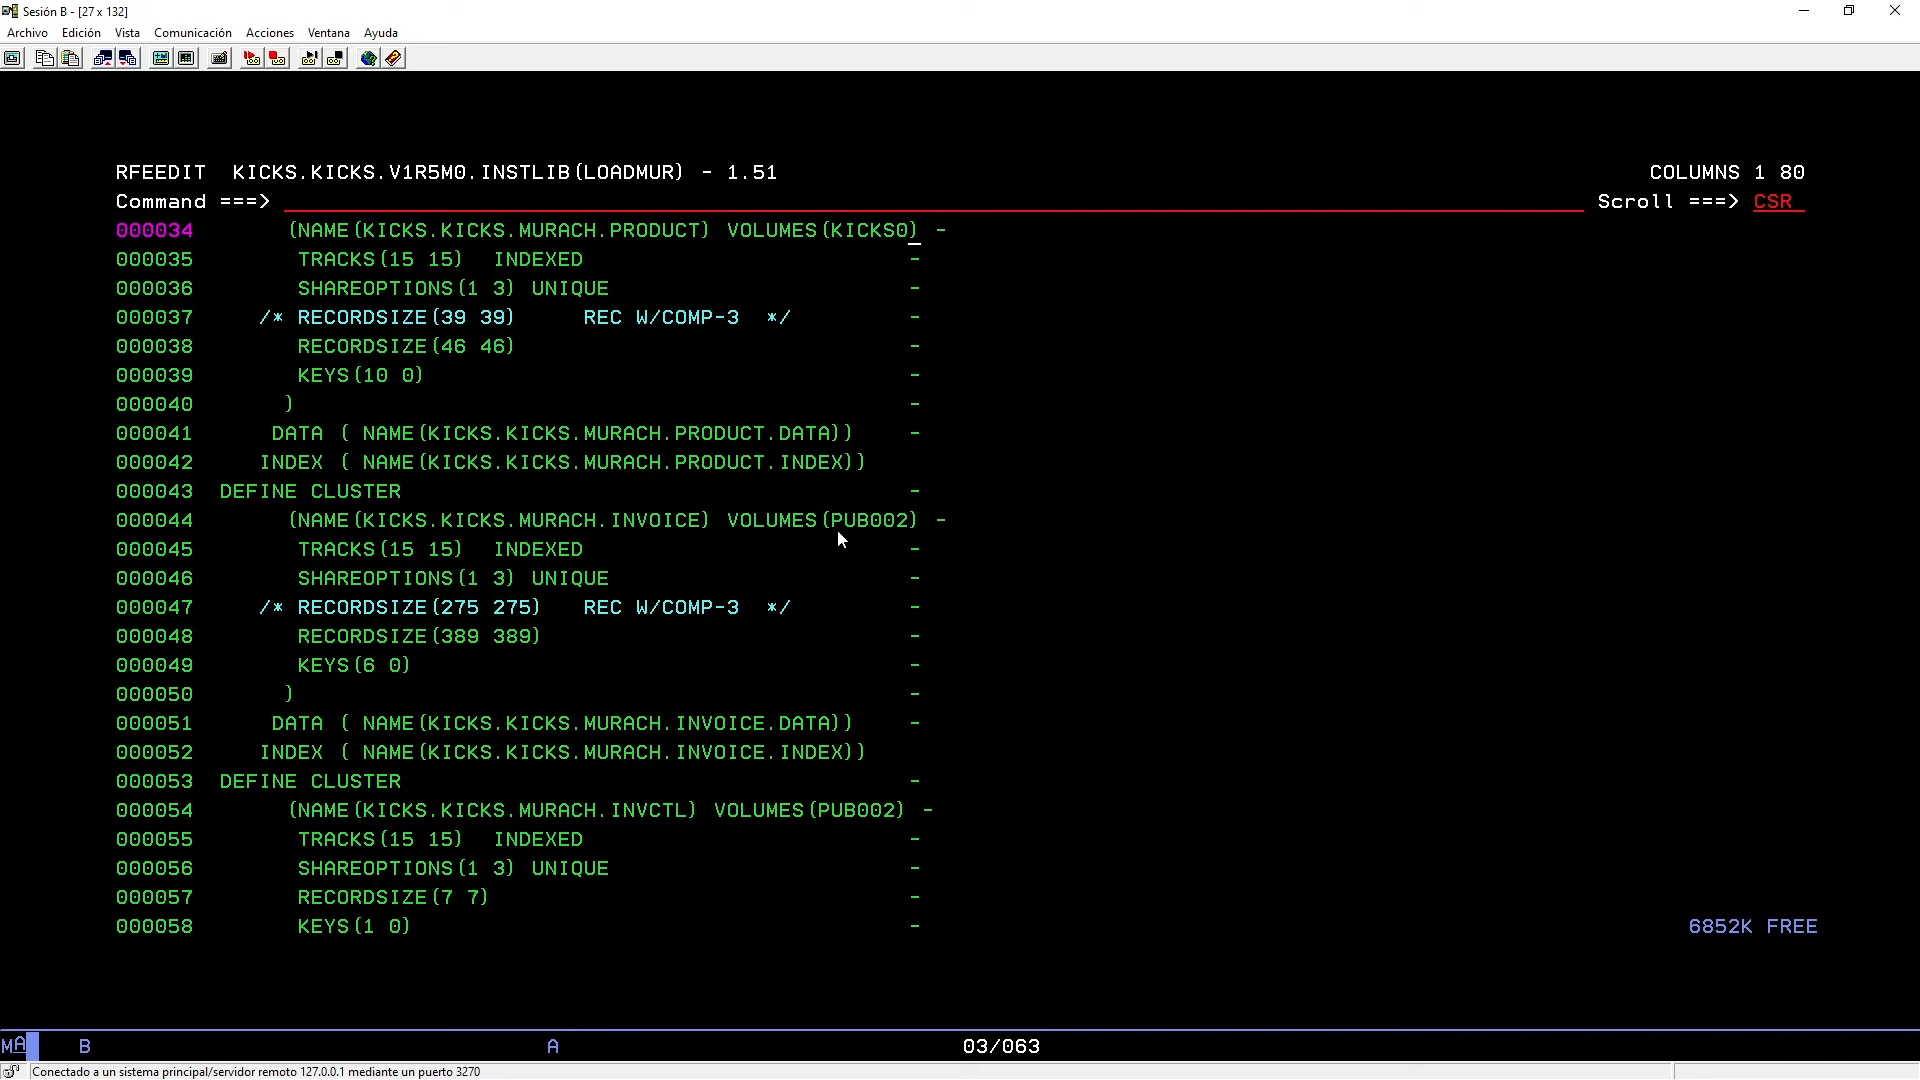 Sesión B - [27 x 132]
Archivo Edición Vista Comunicación Acciones Ventana Ayuda
RFEEDIT  KICKS.KICKS.V1R5M0.INSTLIB(LOADMUR) - 1.51 COLUMNS 1 80
Command ===> Scroll ===> CSR
000034 (NAME(KICKS.KICKS.MURACH.PRODUCT) VOLUMES(KICKS0) -
000035 TRACKS(15 15) INDEXED -
000036 SHAREOPTIONS(1 3) UNIQUE -
000037 /* RECORDSIZE(39 39) REC W/COMP-3 */ -
000038 RECORDSIZE(46 46) -
000039 KEYS(10 0) -
000040 ) -
000041 DATA ( NAME(KICKS.KICKS.MURACH.PRODUCT.DATA)) -
000042 INDEX ( NAME(KICKS.KICKS.MURACH.PRODUCT.INDEX))
000043 DEFINE CLUSTER -
000044 (NAME(KICKS.KICKS.MURACH.INVOICE) VOLUMES(PUB002) -
000045 TRACKS(15 15) INDEXED -
000046 SHAREOPTIONS(1 3) UNIQUE -
000047 /* RECORDSIZE(275 275) REC W/COMP-3 */ -
000048 RECORDSIZE(389 389) -
000049 KEYS(6 0) -
000050 ) -
000051 DATA ( NAME(KICKS.KICKS.MURACH.INVOICE.DATA)) -
000052 INDEX ( NAME(KICKS.KICKS.MURACH.INVOICE.INDEX))
000053 DEFINE CLUSTER -
000054 (NAME(KICKS.KICKS.MURACH.INVCTL) VOLUMES(PUB002) -
000055 TRACKS(15 15) INDEXED -
000056 SHAREOPTIONS(1 3) UNIQUE -
000057 RECORDSIZE(7 7) -
000058 KEYS(1 0) - 6852K FREE
MA B A 03/063
Conectado a un sistema principal/servidor remoto 127.0.0.1 mediante un puerto 3270